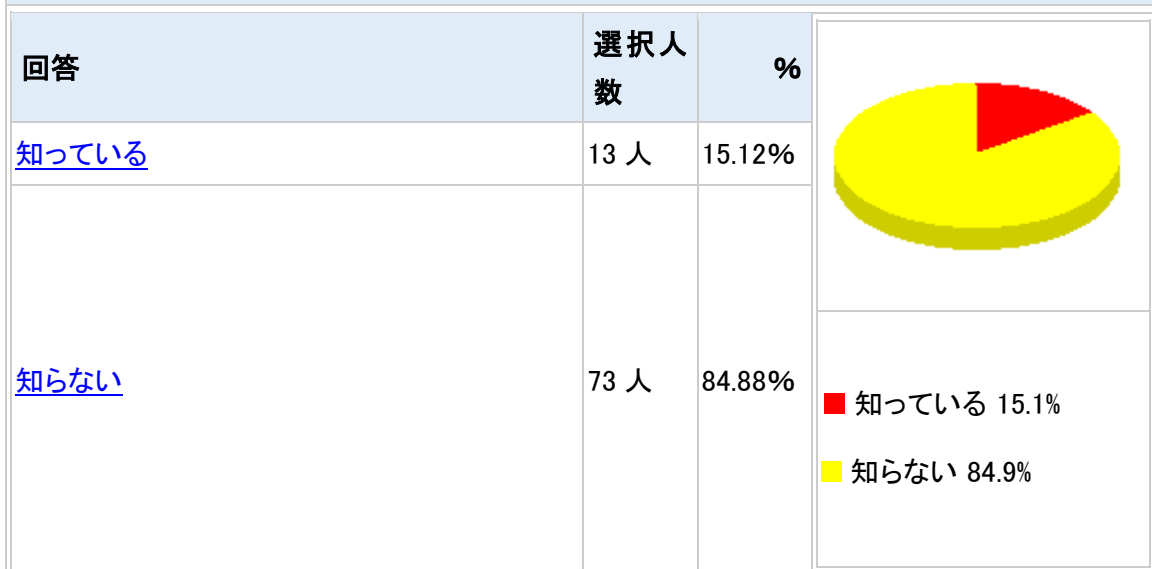 回答
選択人
数
%
知っている
13 人
15.12%
知らない
73 人
84.88%
知っている 15.1%
知らない 84.9%